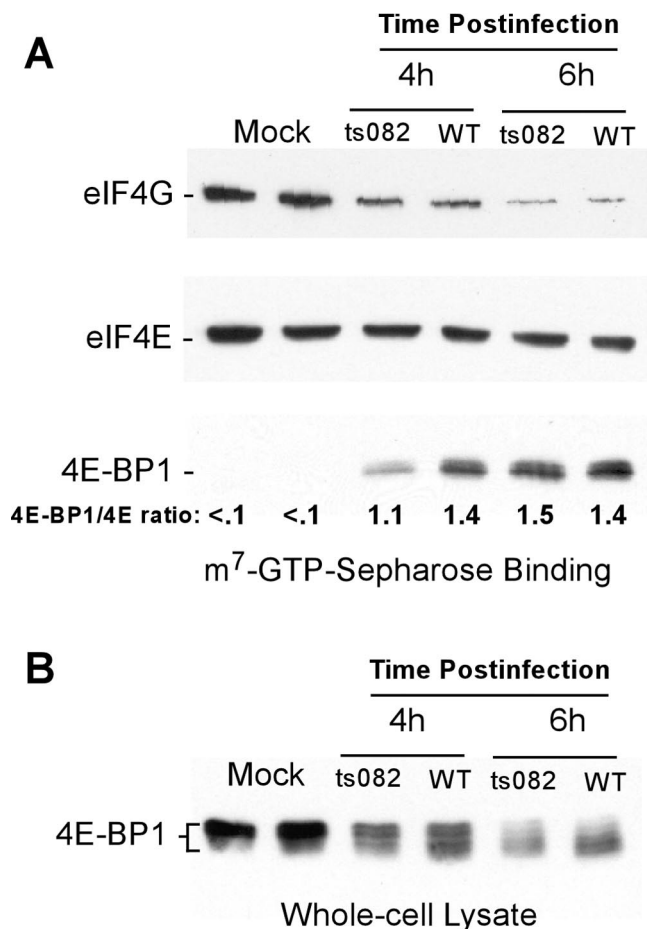 A
Time Postinfection
4h 6h
Mock ts082 WT ts082 WT
eIF4G -
eIF4E -
4E-BP1
4E-BP1/4E ratio: <.1 <.1 1.1 1.4 1.5 1.4
m7-GTP-Sepharose Binding
B
Time Postinfection
4h 6h
Mock ts082 WT ts082 WT
4E-BP1 -
Whole-cell Lysate